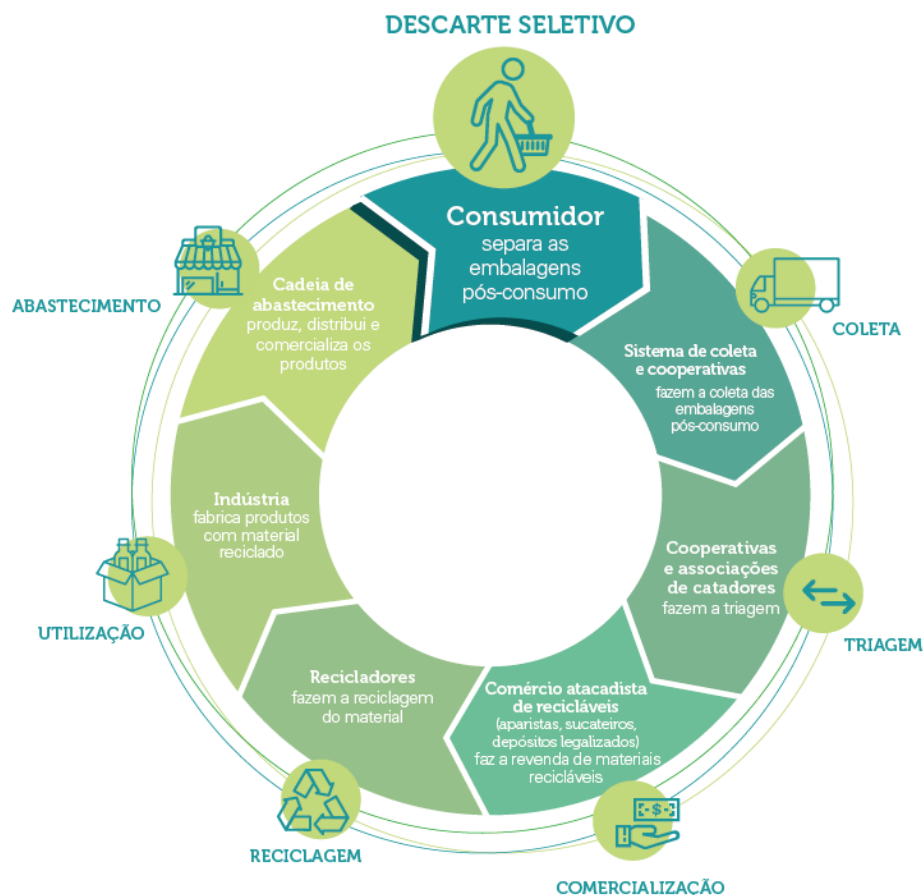 DESCARTE SELETIVO
Consumidor
separa as
embalagens
pós-consumo
COLETA
Sistema de coleta
e cooperativas
fazem a coleta das
embalagens
pós-consumo
TRIAGEM
Cooperativas
e associações
de catadores
fazem a triagem
COMERCIALIZAÇÃO
Comércio atacadista
de recicláveis
(aparistas, sucateiros,
depósitos legalizados)
faz a revenda de materiais
recicláveis
$
RECICLAGEM
Recicladores
fazem a reciclagem
do material
UTILIZAÇÃO
Indústria
fabrica produtos
com material
reciclado
ABASTECIMENTO
Cadeia de
abastecimento
produz, distribui e
comercializa os
produtos